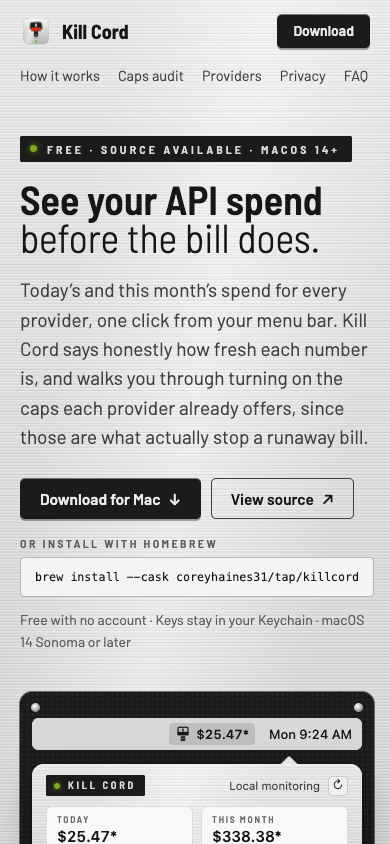 Kill Cord
Download
How it works Caps audit Providers Privacy FAQ
FREE · SOURCE AVAILABLE · MACOS 14+
See your API spend
before the bill does.
Today’s and this month’s spend for every
provider, one click from your menu bar. Kill
Cord says honestly how fresh each number
is, and walks you through turning on the
caps each provider already offers, since
those are what actually stop a runaway bill.
Download for Mac ↓ View source ↗
OR INSTALL WITH HOMEBREW
brew install --cask coreyhaines31/tap/killcord
Free with no account · Keys stay in your Keychain · macOS
14 Sonoma or later
$25.47* Mon 9:24 AM
KILL CORD Local monitoring
TODAY THIS MONTH
$25.47* $338.38*